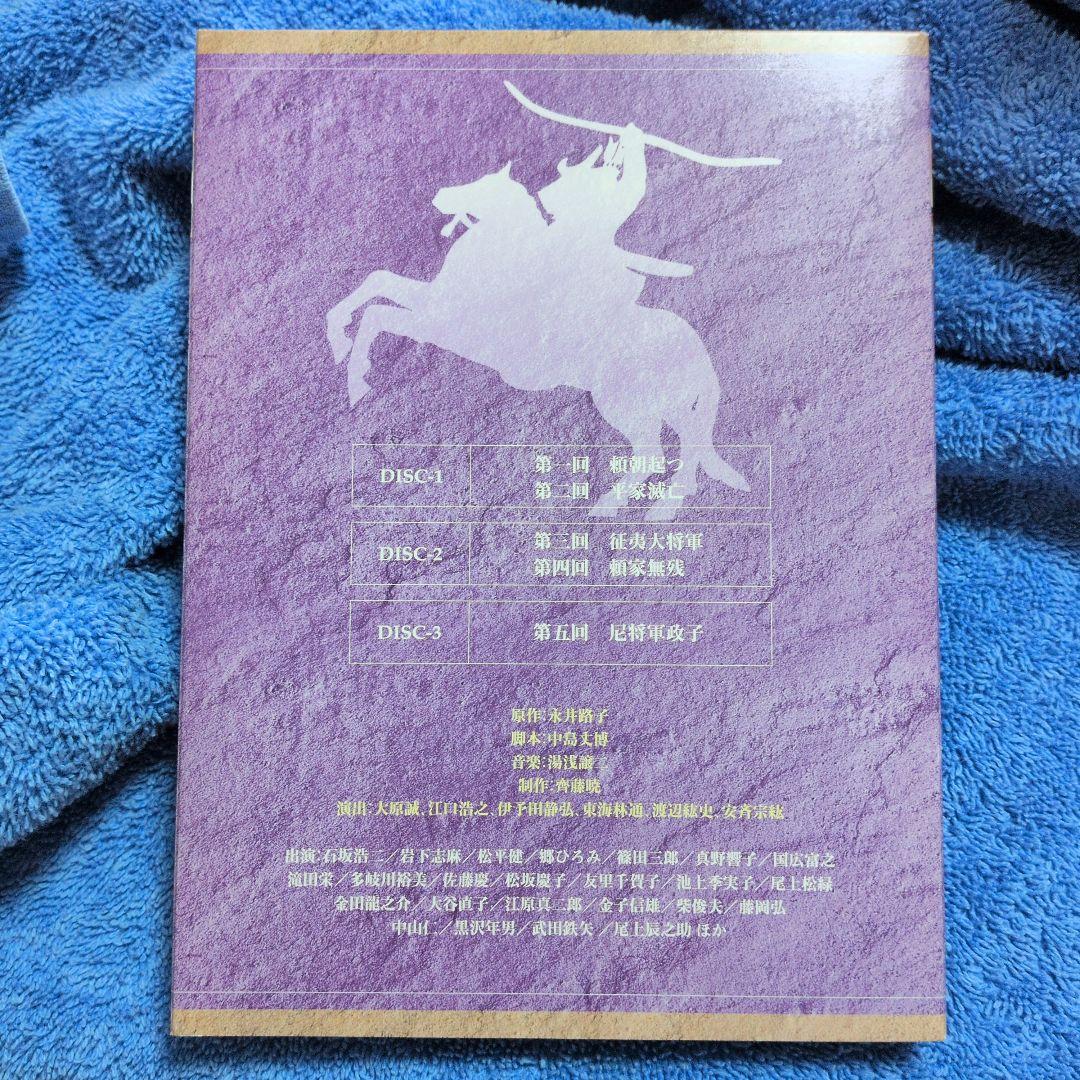 DISC-1
第一回 頼朝起つ
第二回 平家滅亡
DISC-2
第三回 征夷大将軍
第四回 頼家無残
DISC-3
第五回 尼将軍政子
原作:永井路子
脚本:中島丈博
音楽:湯浅譲二
制作:齊藤暁
演出:大原誠、江口浩之、伊予田静弘、東海林通、渡辺紘史、安斉宗紘
出演:石坂浩二／岩下志麻／松平健／郷ひろみ／篠田三郎／真野響子／国広富之
滝田栄／多岐川裕美／佐藤慶／松坂慶子／友里千賀子／池上季実子／尾上松緑
金田龍之介／大谷直子／江原真二郎／金子信雄／柴俊夫／藤岡弘
中山仁／黒沢年男／武田鉄矢／尾上辰之助 ほか